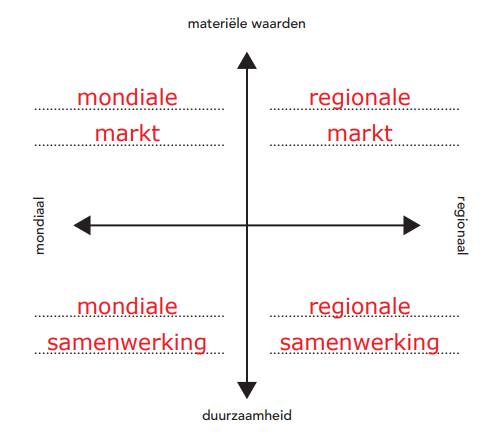 materiële waarden
mondiale
markt
regionale
markt
mondiaal
regionaal
mondiale
samenwerking
regionale
samenwerking
duurzaamheid